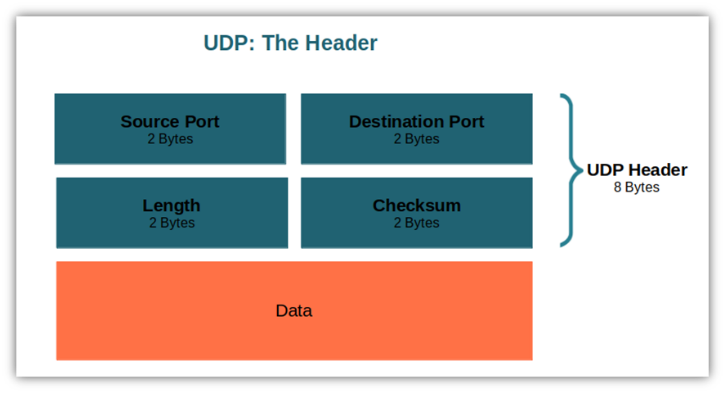 UDP: The Header
Source Port
2 Bytes
Destination Port
2 Bytes
Length
2 Bytes
Checksum
2 Bytes
UDP Header
8 Bytes
Data